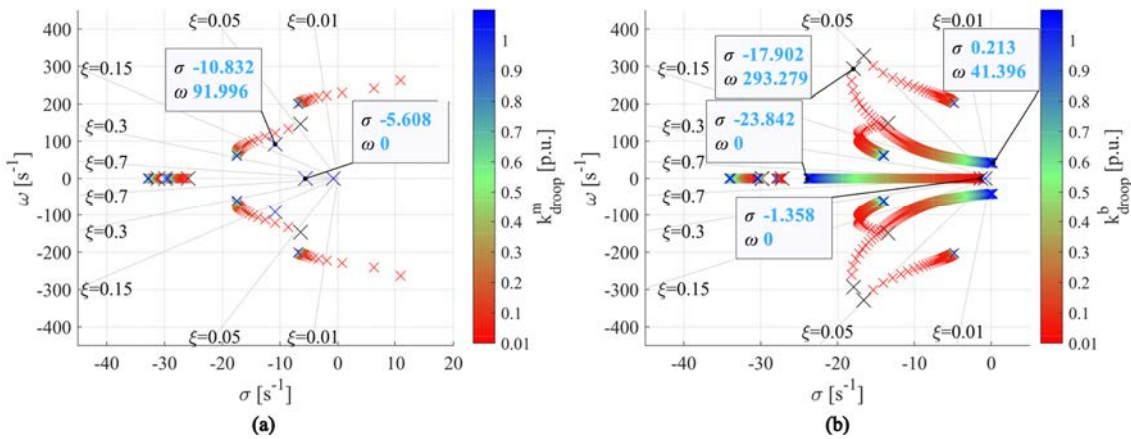 400
300
200
100
0
-100
-200
-300
-400
ω [s⁻¹]
-40
-30
-20
-10
0
10
20
σ [s⁻¹]
ξ=0.05
ξ=0.01
ξ=0.15
ξ=0.3
ξ=0.7
ξ=0.7
ξ=0.3
ξ=0.15
ξ=0.05
ξ=0.01
σ -10.832
ω 91.996
σ -5.608
ω 0
1
0.9
0.8
0.7
0.6
0.5
0.4
0.3
0.2
0.1
0.01
k^m_droop [p.u.]
(a)
400
300
200
100
0
-100
-200
-300
-400
ω [s⁻¹]
-40
-30
-20
-10
0
σ [s⁻¹]
ξ=0.05
ξ=0.01
ξ=0.15
ξ=0.3
ξ=0.7
ξ=0.7
ξ=0.3
ξ=0.15
ξ=0.05
ξ=0.01
σ -17.902
ω 293.279
σ 0.213
ω 41.396
σ -23.842
ω 0
σ -1.358
ω 0
1
0.9
0.8
0.7
0.6
0.5
0.4
0.3
0.2
0.1
0.01
k^b_droop [p.u.]
(b)